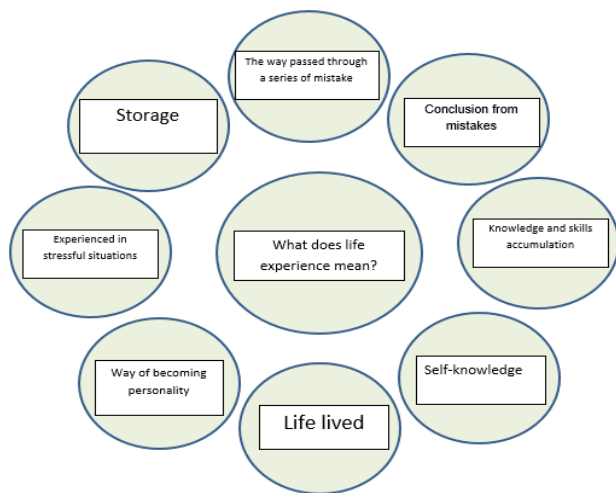 The way passed through
a series of mistake
Storage
Conclusion from
mistakes
Experienced in
stressful situations
What does life
experience mean?
Knowledge and skills
accumulation
Way of becoming
personality
Self-knowledge
Life lived